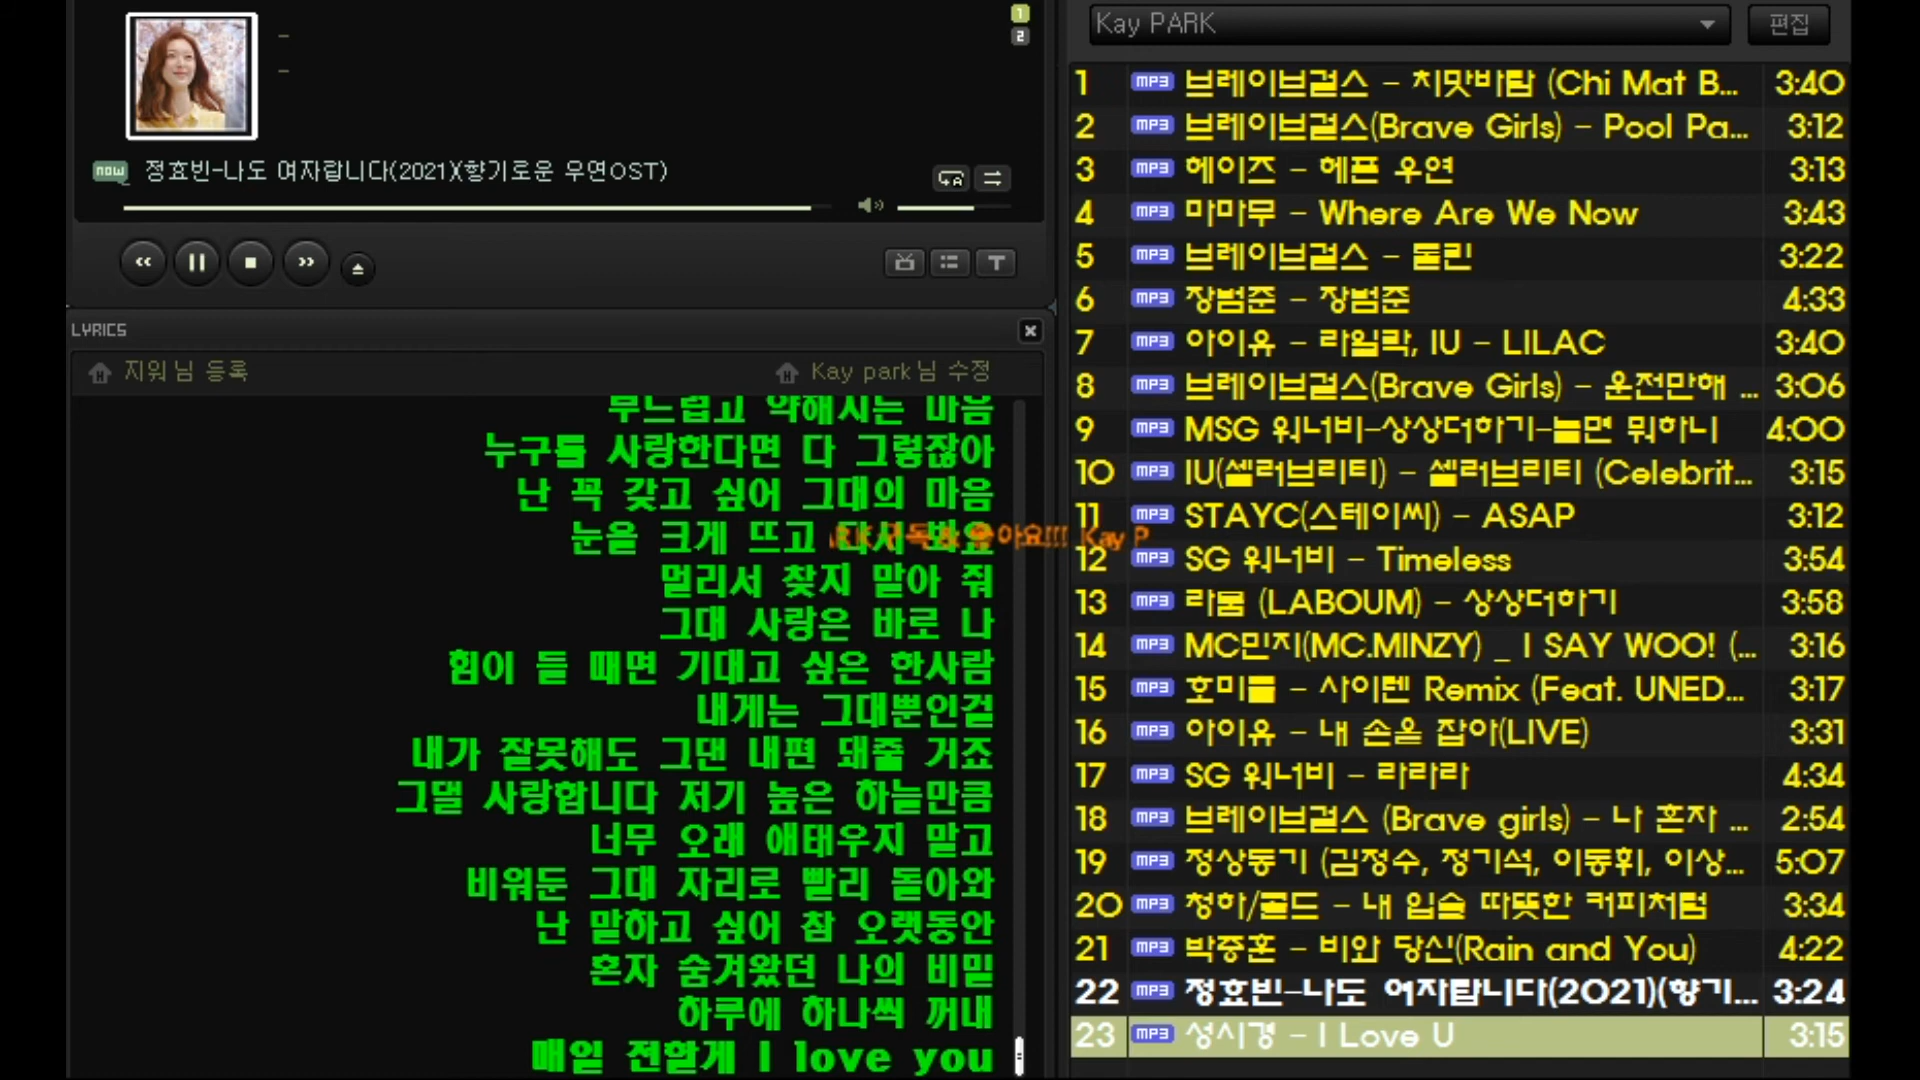 1
2
now 정효빈-나도 여자랍니다(2021)(향기로운 우연OST)
LYRICS
지워 님 등록
Kay park 님 수정
부드럽고 약해지는 마음
누구들 사랑한다면 다 그렇잖아
난 꼭 갖고 싶어 그대의 마음
눈을 크게 뜨고 다시 봐요
멀리서 찾지 말아 줘
그대 사랑은 바로 나
힘이 들 때면 기대고 싶은 한사람
내게는 그대뿐인걸
내가 잘못해도 그댄 내편 돼줄 거죠
그댈 사랑합니다 저기 높은 하늘만큼
너무 오래 애태우지 말고
비워둔 그대 자리로 빨리 돌아와
난 말하고 싶어 참 오랫동안
혼자 숨겨왔던 나의 비밀
하루에 하나씩 꺼내
매일 전할게 I love you
Kay P
Kay PARK
편집
1 MP3 브레이브걸스 - 치맛바람 (Chi Mat B... 3:40
2 MP3 브레이브걸스(Brave Girls) - Pool Pa... 3:12
3 MP3 헤이즈 - 헤픈 우연 3:13
4 MP3 마마무 - Where Are We Now 3:43
5 MP3 브레이브걸스 - 돌린 3:22
6 MP3 장범준 - 장범준 4:33
7 MP3 아이유 - 라일락, IU - LILAC 3:40
8 MP3 브레이브걸스(Brave Girls) - 운전만해 ... 3:06
9 MP3 MSG 워너비-상상더하기-놀면 뭐하니 4:00
10 MP3 IU(셀러브리티) - 셀러브리티 (Celebrit... 3:15
11 MP3 STAYC(스테이씨) - ASAP 3:12
12 MP3 SG 워너비 - Timeless 3:54
13 MP3 라붐 (LABOUM) - 상상더하기 3:58
14 MP3 MC민지(MC.MINZY) _ I SAY WOO! (... 3:16
15 MP3 호미들 - 사이렌 Remix (Feat. UNED... 3:17
16 MP3 아이유 - 내 손을 잡아(LIVE) 3:31
17 MP3 SG 워너비 - 라라라 4:34
18 MP3 브레이브걸스 (Brave girls) - 나 혼자 ... 2:54
19 MP3 정상동기 (김정수, 정기석, 이동휘, 이상... 5:07
20 MP3 청하/콜드 - 내 입술 따뜻한 커피처럼 3:34
21 MP3 박중훈 - 비와 당신(Rain and You) 4:22
22 MP3 정효빈-나도 여자랍니다(2021)(향기... 3:24
23 MP3 성시경 - I Love U 3:15